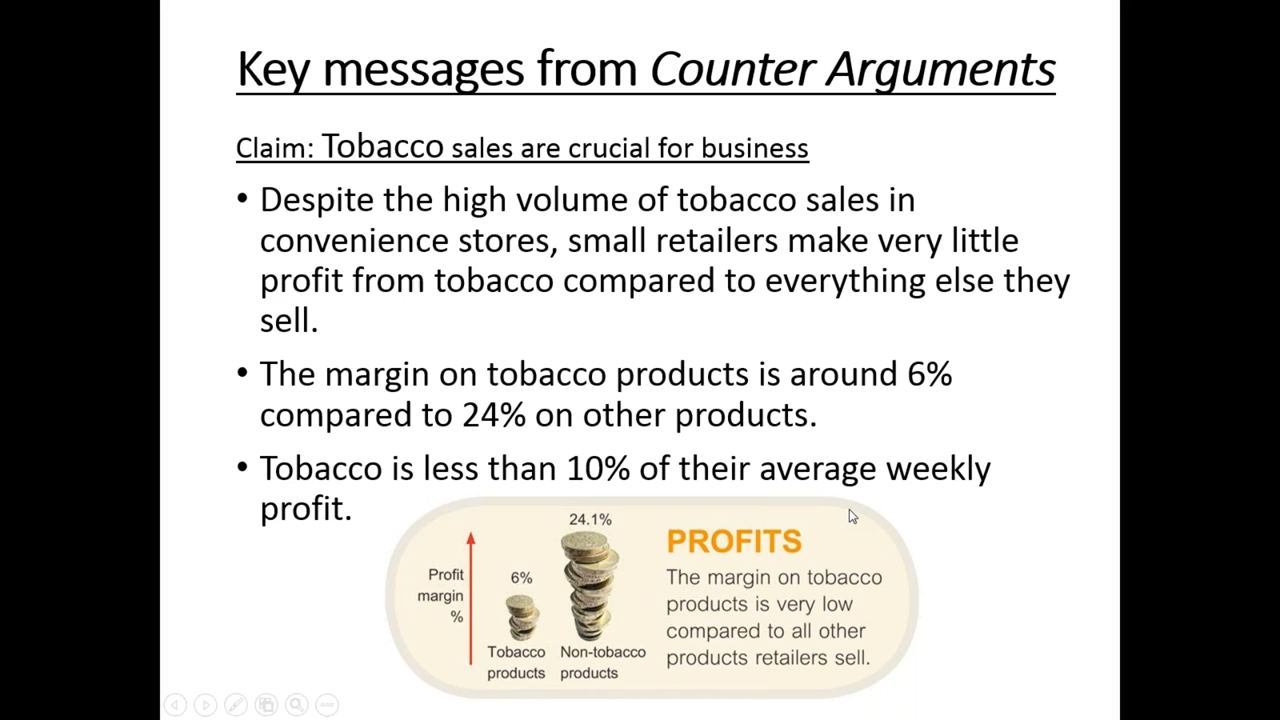 Key messages from Counter Arguments
Claim: Tobacco sales are crucial for business
• Despite the high volume of tobacco sales in
convenience stores, small retailers make very little
profit from tobacco compared to everything else they
sell.
• The margin on tobacco products is around 6%
compared to 24% on other products.
• Tobacco is less than 10% of their average weekly
profit.
Profit
margin
%
6%
Tobacco
products
24.1%
Non-tobacco
products
PROFITS
The margin on tobacco
products is very low
compared to all other
products retailers sell.